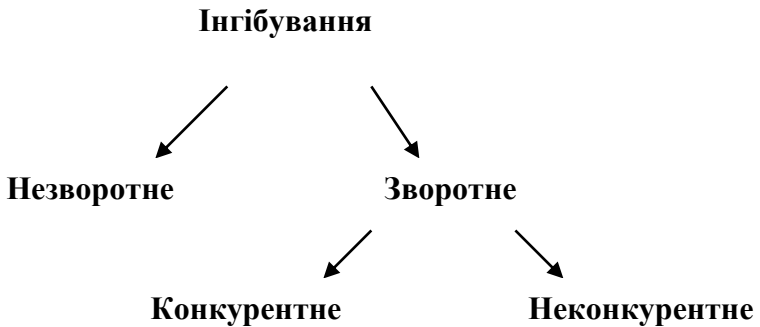 Інгібування
Незворотне Зворотне
Конкурентне Неконкурентне